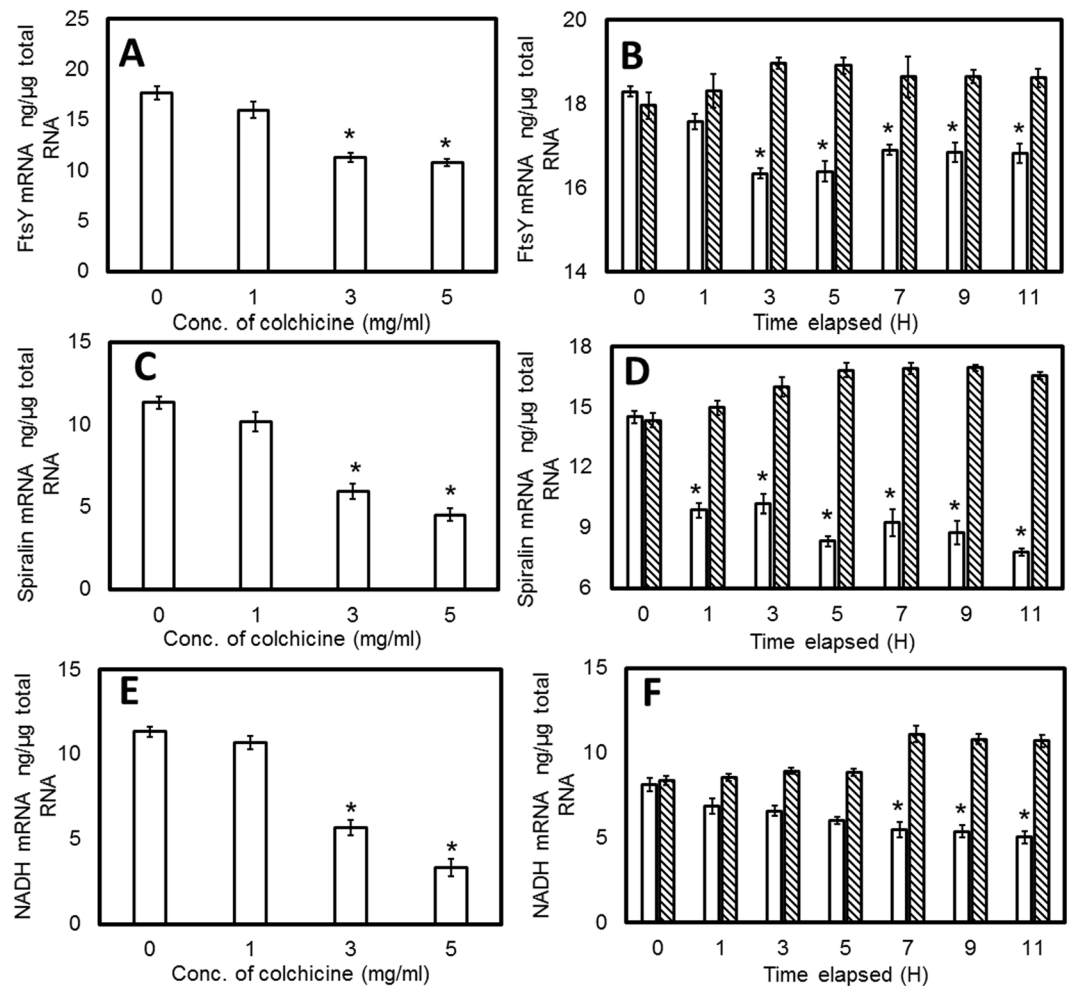 A
FtsY mRNA ng/µg total
RNA
25
20
15
10
5
0
0 1 3 5
Conc. of colchicine (mg/ml)
B
FtsY mRNA ng/µg total
RNA
20
18
16
14
* * * * *
0 1 3 5 7 9 11
Time elapsed (H)
* *
C
Spiralin mRNA ng/µg total
RNA
15
10
5
0
* *
0 1 3 5
Conc. of colchicine (mg/ml)
D
Spiralin mRNA ng/µg total
RNA
18
15
12
9
6
* * * * * *
0 1 3 5 7 9 11
Time elapsed (H)
E
NADH mRNA ng/µg total
RNA
15
10
5
0
* *
0 1 3 5
Conc. of colchicine (mg/ml)
F
NADH mRNA ng/µg total
RNA
15
10
5
0
* * *
0 1 3 5 7 9 11
Time elapsed (H)